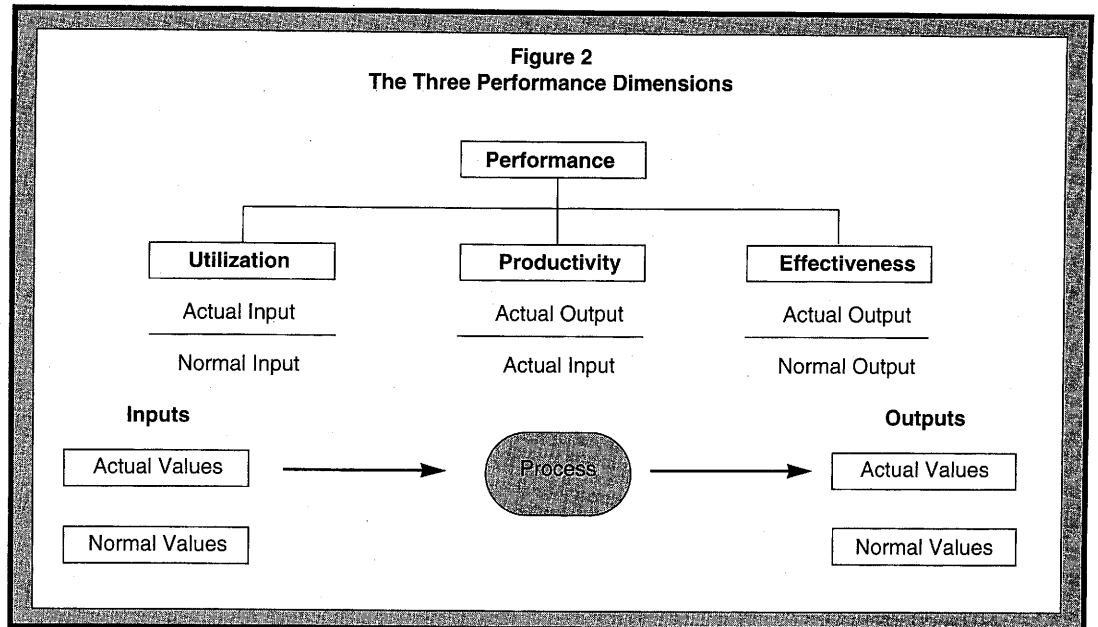 Figure 2
The Three Performance Dimensions
Performance
Utilization
Productivity
Effectiveness
Actual Input
Actual Output
Actual Output
Normal Input
Actual Input
Normal Output
Inputs
Outputs
Actual Values
Process
Actual Values
Normal Values
Normal Values